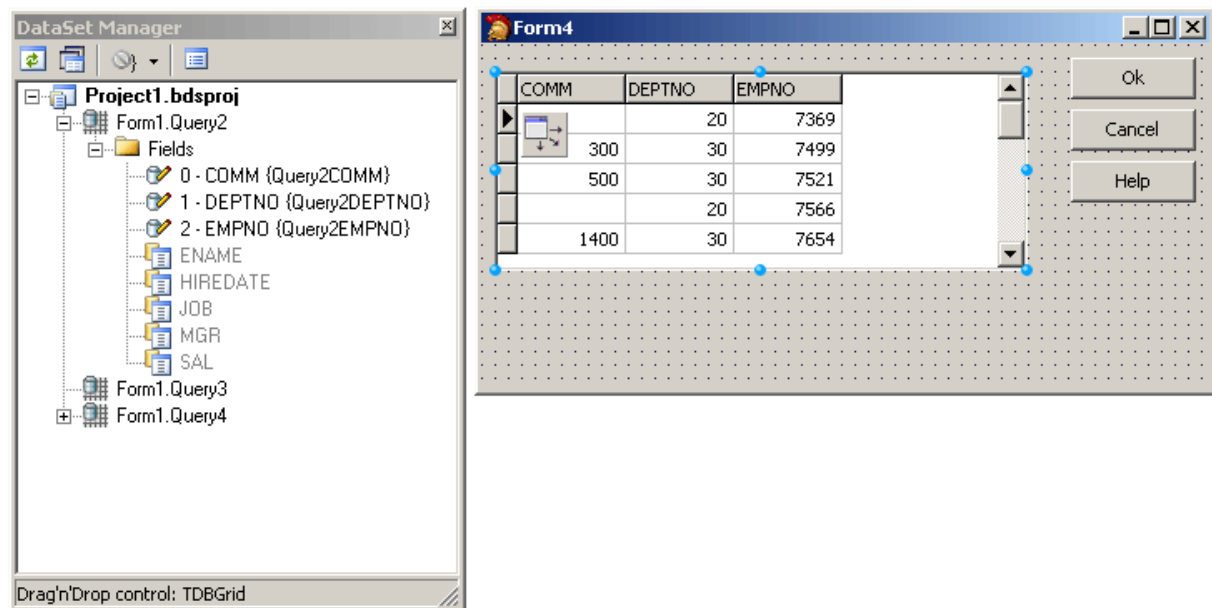 DataSet Manager
Project1.bdsproj
Form1.Query2
Fields
0 - COMM {Query2COMM}
1 - DEPTNO {Query2DEPTNO}
2 - EMPNO {Query2EMPNO}
ENAME
HIREDATE
JOB
MGR
SAL
Form1.Query3
Form1.Query4
Drag'n'Drop control: TDBGrid
Form4
COMM DEPTNO EMPNO
20 7369
300 30 7499
500 30 7521
20 7566
1400 30 7654
Ok
Cancel
Help